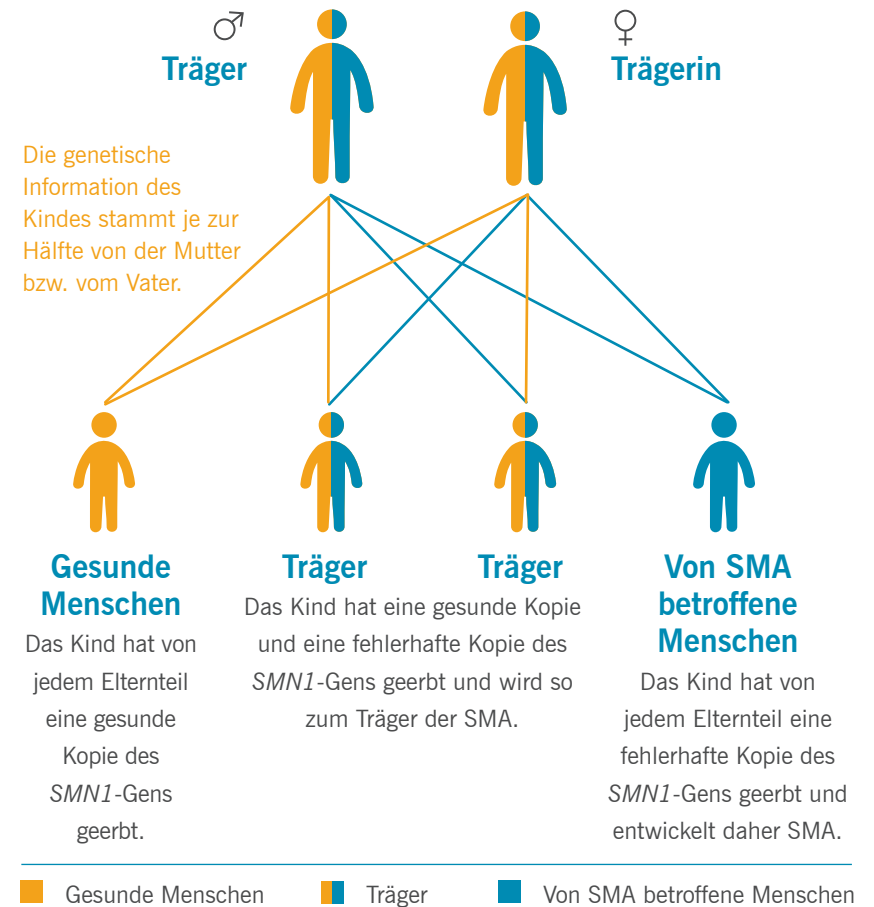 Träger
Trägerin
Die genetische
Information des
Kindes stammt je zur
Hälfte von der Mutter
bzw. vom Vater.
Gesunde
Menschen
Das Kind hat von
jedem Elternteil
eine gesunde
Kopie des
SMN1-Gens
geerbt.
Träger
Träger
Das Kind hat eine gesunde Kopie
und eine fehlerhafte Kopie des
SMN1-Gens geerbt und wird so
zum Träger der SMA.
Von SMA
betroffene
Menschen
Das Kind hat von
jedem Elternteil eine
fehlerhafte Kopie des
SMN1-Gens geerbt und
entwickelt daher SMA.
Gesunde Menschen
Träger
Von SMA betroffene Menschen